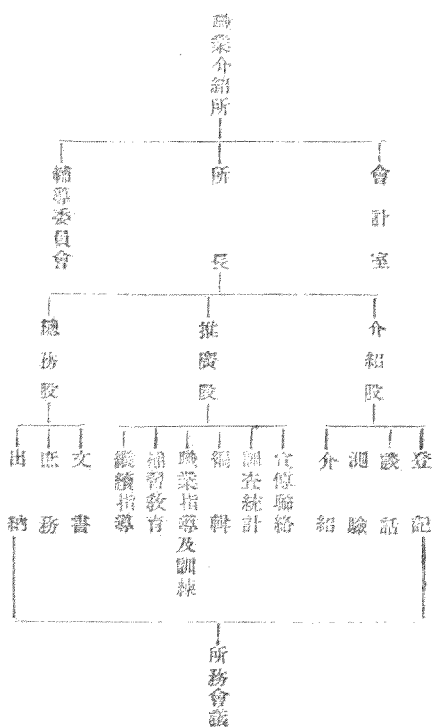 職業介紹所
會計室
所長
輔導委員會
介紹股
推廣股
總務股
登記
談話
測驗
介紹
宣傳聯絡
調查統計
編輯
職業指導及訓練
補習教育
繼續指導
文書
庶務
出納
所務會議